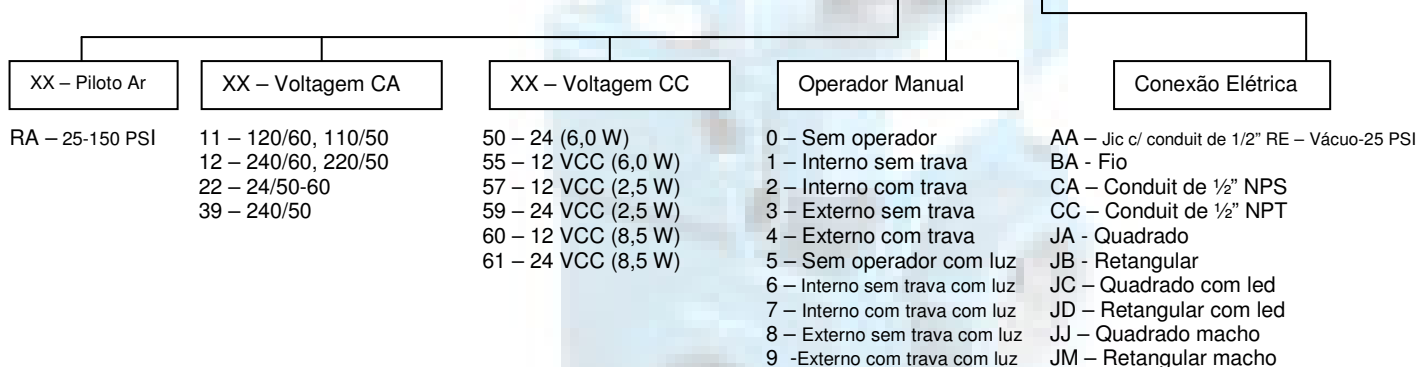 XX – Piloto Ar
XX – Voltagem CA
XX – Voltagem CC
Operador Manual
Conexão Elétrica
RA – 25-150 PSI
11 – 120/60, 110/50
12 – 240/60, 220/50
22 – 24/50-60
39 – 240/50
50 – 24 (6,0 W)
55 – 12 VCC (6,0 W)
57 – 12 VCC (2,5 W)
59 – 24 VCC (2,5 W)
60 – 12 VCC (8,5 W)
61 – 24 VCC (8,5 W)
0 – Sem operador
1 – Interno sem trava
2 – Interno com trava
3 – Externo sem trava
4 – Externo com trava
5 – Sem operador com luz
6 – Interno sem trava com luz
7 – Interno com trava com luz
8 – Externo sem trava com luz
9 -Externo com trava com luz
AA – Jic c/ conduit de 1/2” RE – Vácuo-25 PSI
BA - Fio
CA – Conduit de ½” NPS
CC – Conduit de ½” NPT
JA - Quadrado
JB - Retangular
JC – Quadrado com led
JD – Retangular com led
JJ – Quadrado macho
JM – Retangular macho